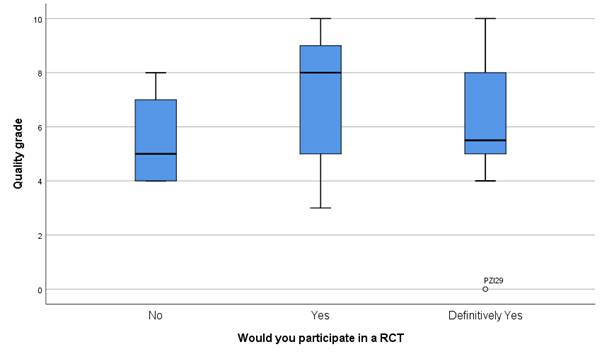 10
8
6
4
2
0
Quality grade
PZI29
No Yes Definitively Yes
Would you participate in a RCT